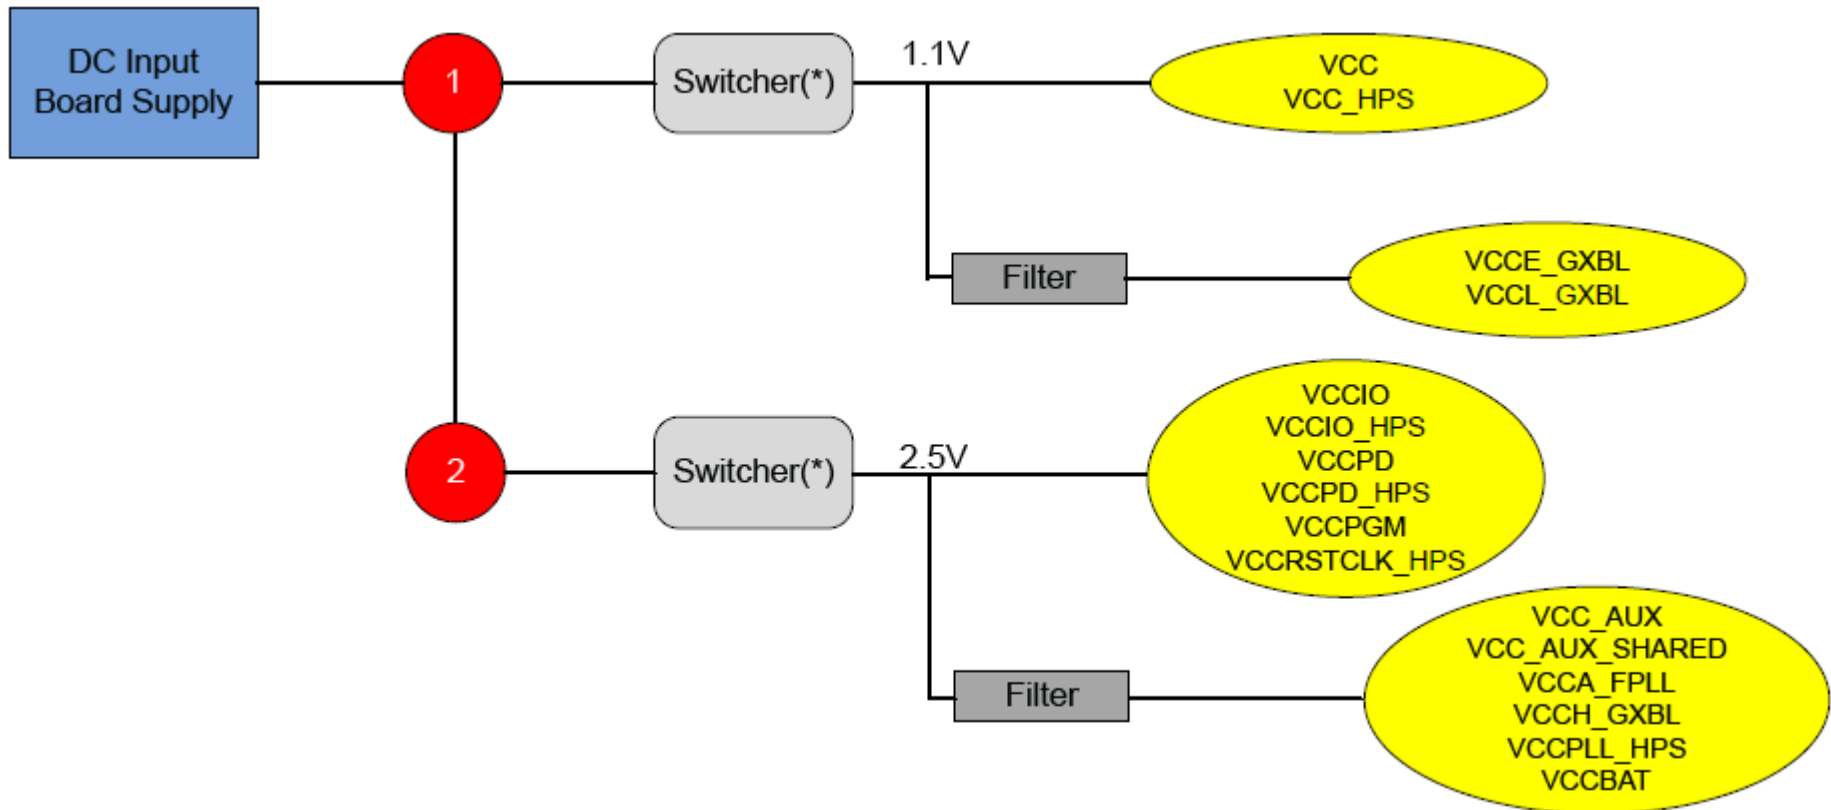 DC Input
Board Supply
1
Switcher(*)
1.1V
VCC
VCC_HPS
Filter
VCCE_GXBL
VCCL_GXBL
2
Switcher(*)
2.5V
VCCIO
VCCIO_HPS
VCCPD
VCCPD_HPS
VCCPGM
VCCRSTCLK_HPS
Filter
VCC_AUX
VCC_AUX_SHARED
VCCA_FPLL
VCCH_GXBL
VCCPLL_HPS
VCCBAT